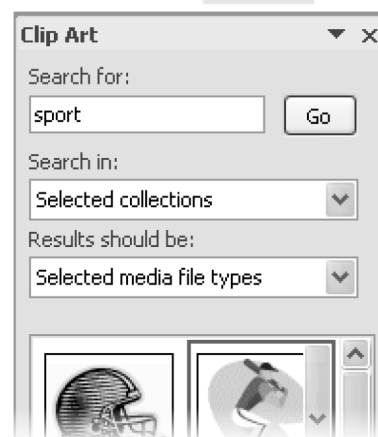 Clip Art
Search for:
sport
Go
Search in:
Selected collections
Results should be:
Selected media file types